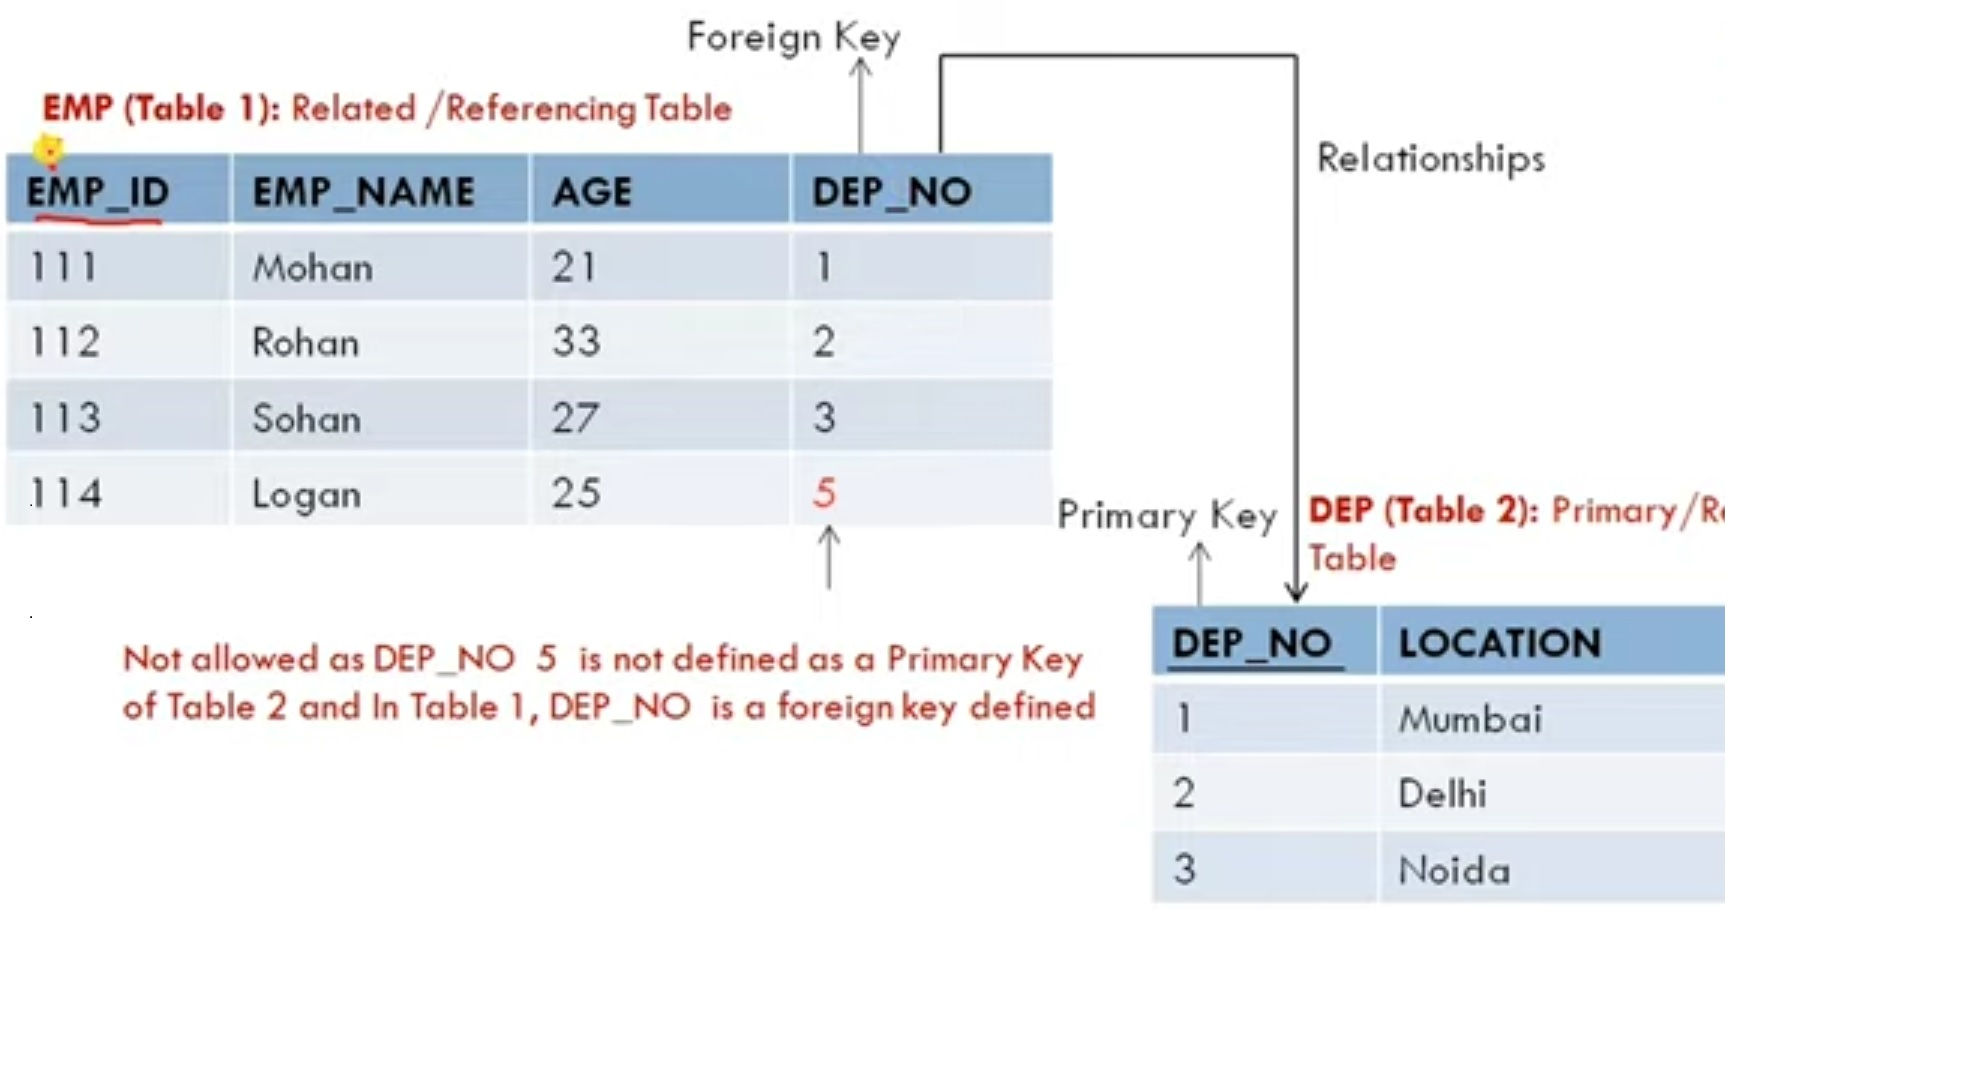 Foreign Key
EMP (Table 1): Related /Referencing Table
Relationships
EMP_ID EMP_NAME AGE DEP_NO
111 Mohan 21 1
112 Rohan 33 2
113 Sohan 27 3
114 Logan 25 5
Primary Key
DEP (Table 2): Primary/
Table
Not allowed as DEP_NO 5 is not defined as a Primary Key
of Table 2 and In Table 1, DEP_NO is a foreign key defined
DEP_NO LOCATION
1 Mumbai
2 Delhi
3 Noida